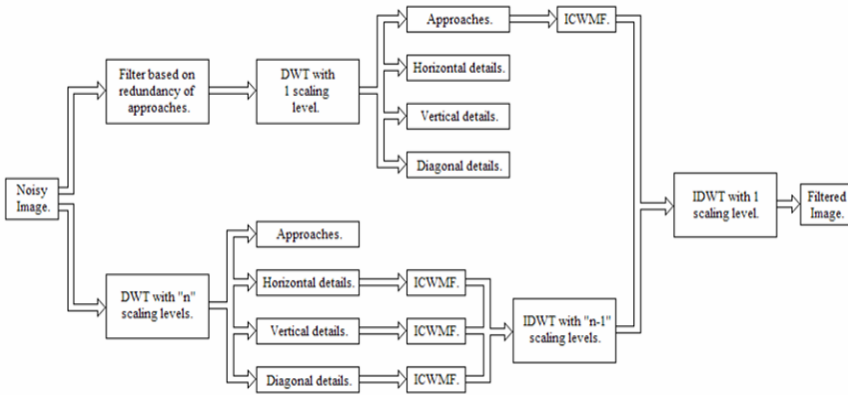 Noisy
Image.
Filter based on
redundancy of
approaches.
DWT with
1 scaling
level.
Approaches.
ICWMF.
Horizontal details.
Vertical details.
Diagonal details.
DWT with "n"
scaling levels.
Approaches.
Horizontal details.
ICWMF.
Vertical details.
ICWMF.
Diagonal details.
ICWMF.
IDWT with "n-1"
scaling levels.
IDWT with 1
scaling level.
Filtered
Image.